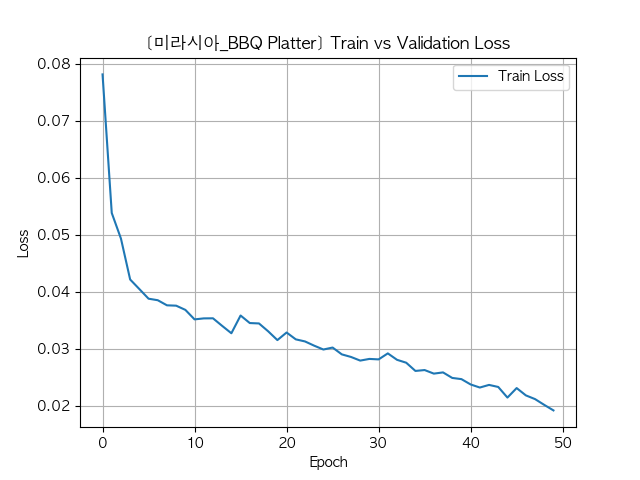 [미라시아_BBQ Platter] Train vs Validation Loss
Train Loss
0.08
0.07
0.06
0.05
0.04
0.03
0.02
Loss
0 10 20 30 40 50
Epoch